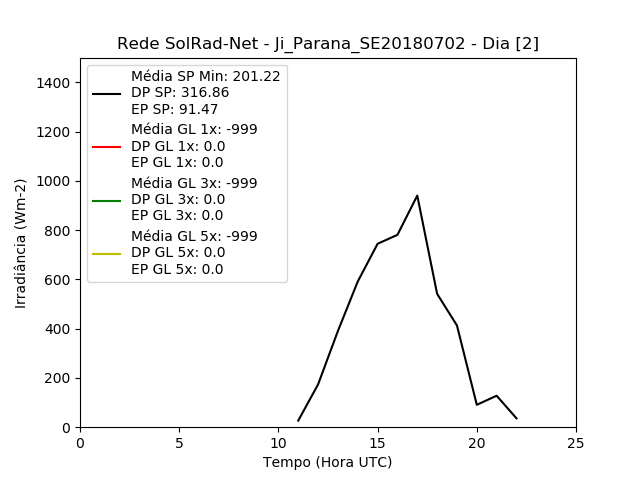 Rede SolRad-Net - Ji_Parana_SE20180702 - Dia [2]
Média SP Min: 201.22
DP SP: 316.86
EP SP: 91.47
Média GL 1x: -999
DP GL 1x: 0.0
EP GL 1x: 0.0
Média GL 3x: -999
DP GL 3x: 0.0
EP GL 3x: 0.0
Média GL 5x: -999
DP GL 5x: 0.0
EP GL 5x: 0.0
Irradiância (Wm-2)
1400
1200
1000
800
600
400
200
0
0 5 10 15 20 25
Tempo (Hora UTC)